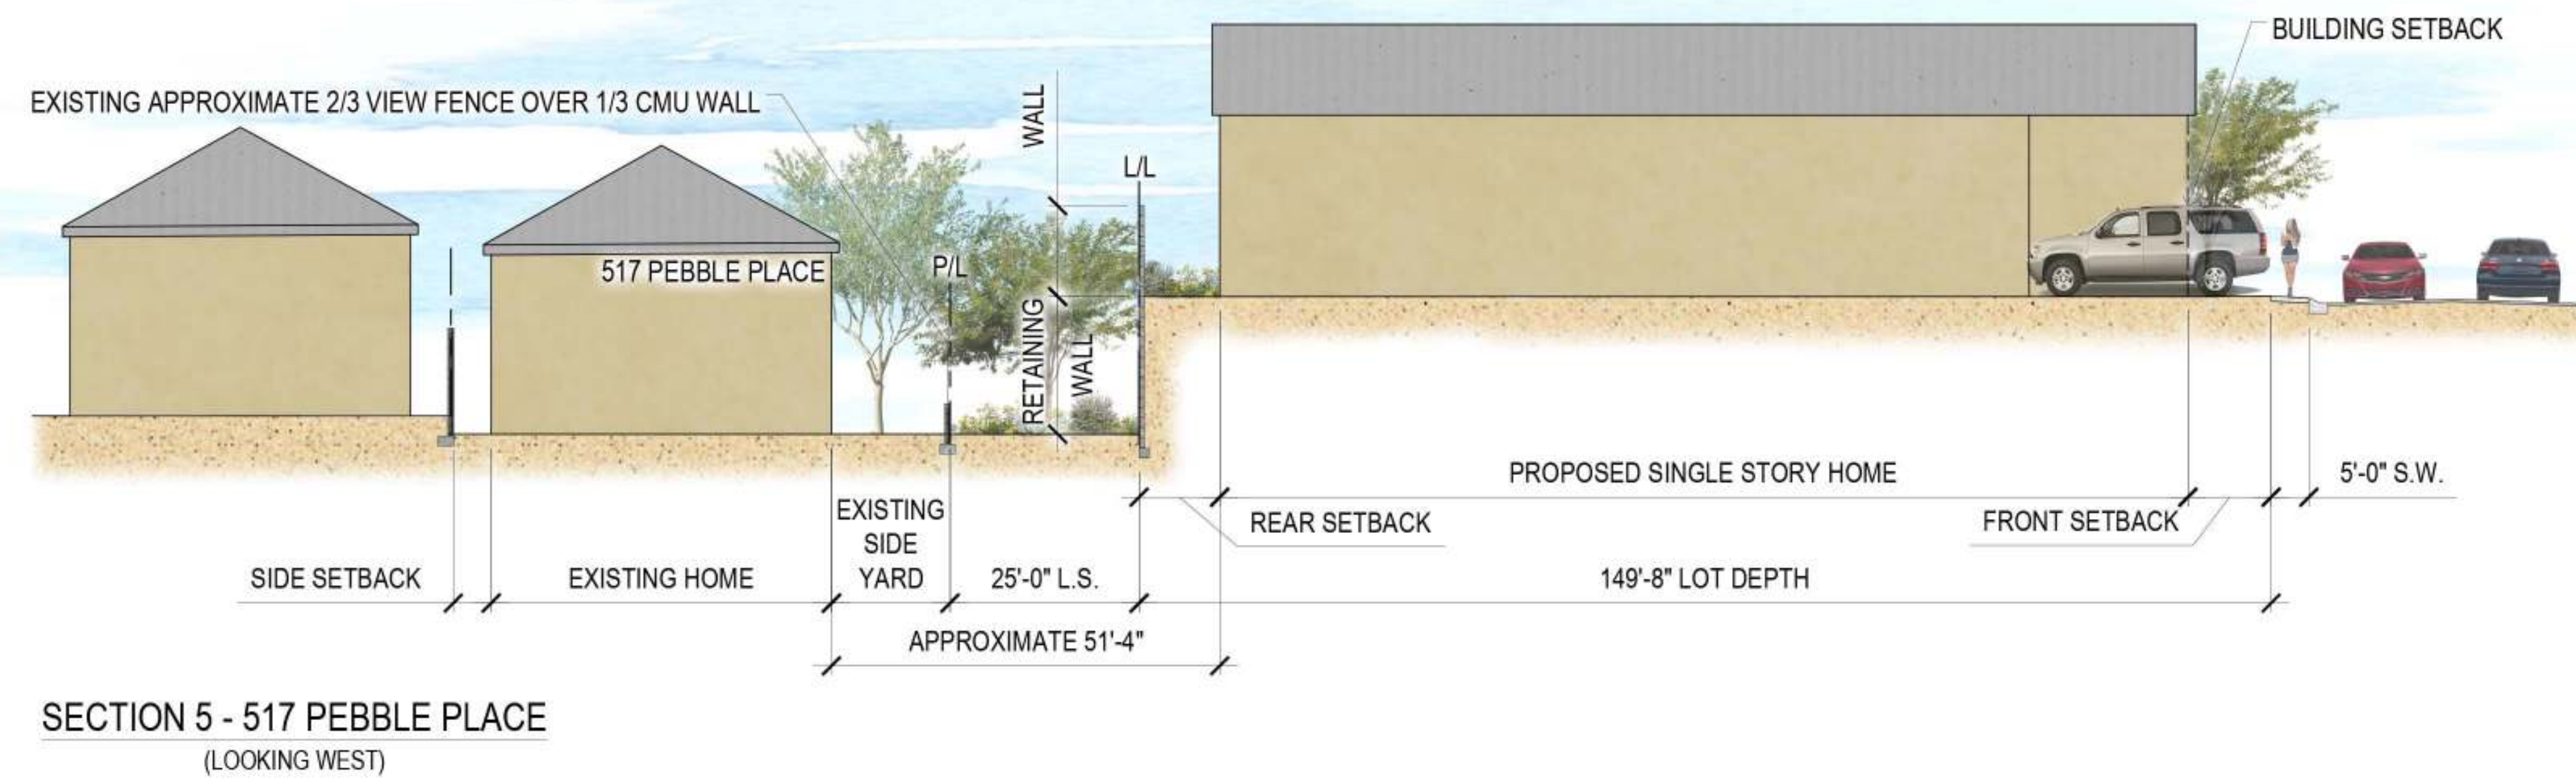 BUILDING SETBACK
EXISTING APPROXIMATE 2/3 VIEW FENCE OVER 1/3 CMU WALL
WALL
L/L
517 PEBBLE PLACE
P/L
RETAINING
WALL
PROPOSED SINGLE STORY HOME
5'-0" S.W.
EXISTING
SIDE
YARD
REAR SETBACK
FRONT SETBACK
SIDE SETBACK
EXISTING HOME
25'-0" L.S.
149'-8" LOT DEPTH
APPROXIMATE 51'-4"
SECTION 5 - 517 PEBBLE PLACE
(LOOKING WEST)